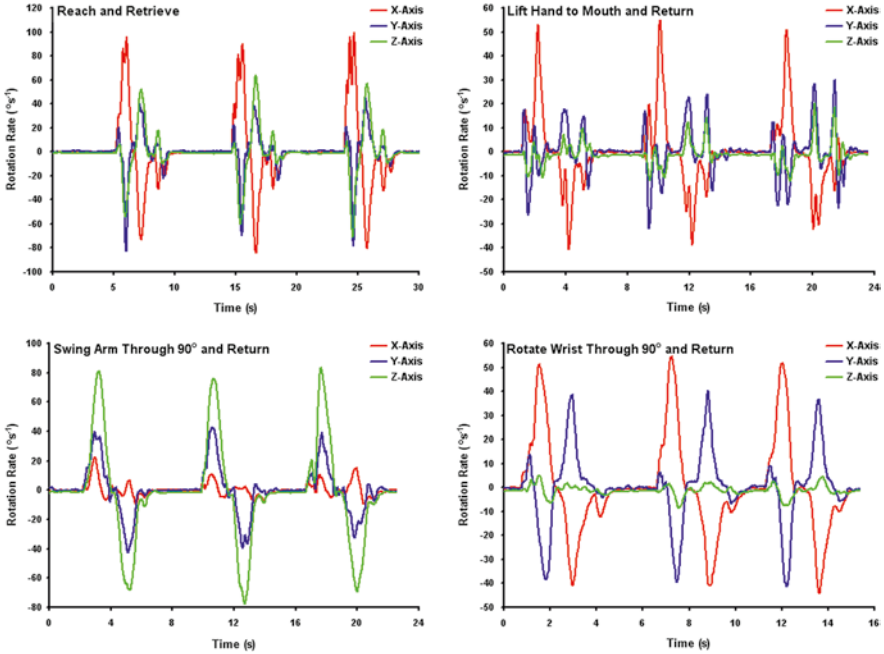 Reach and Retrieve
X-Axis
Y-Axis
Z-Axis
Rotation Rate (°s⁻¹)
120
100
80
60
40
20
0
-20
-40
-60
-80
-100
0 5 10 15 20 25 30
Time (s)
Lift Hand to Mouth and Return
X-Axis
Y-Axis
Z-Axis
Rotation Rate (°s⁻¹)
60
50
40
30
20
10
0
-10
-20
-30
-40
-50
0 4 8 12 16 20 24
Time (s)
Swing Arm Through 90° and Return
X-Axis
Y-Axis
Z-Axis
Rotation Rate (°s⁻¹)
100
80
60
40
20
0
-20
-40
-60
-80
0 4 8 12 16 20 24
Time (s)
Rotate Wrist Through 90° and Return
X-Axis
Y-Axis
Z-Axis
Rotation Rate (°s⁻¹)
60
50
40
30
20
10
0
-10
-20
-30
-40
-50
0 2 4 6 8 10 12 14 16
Time (s)